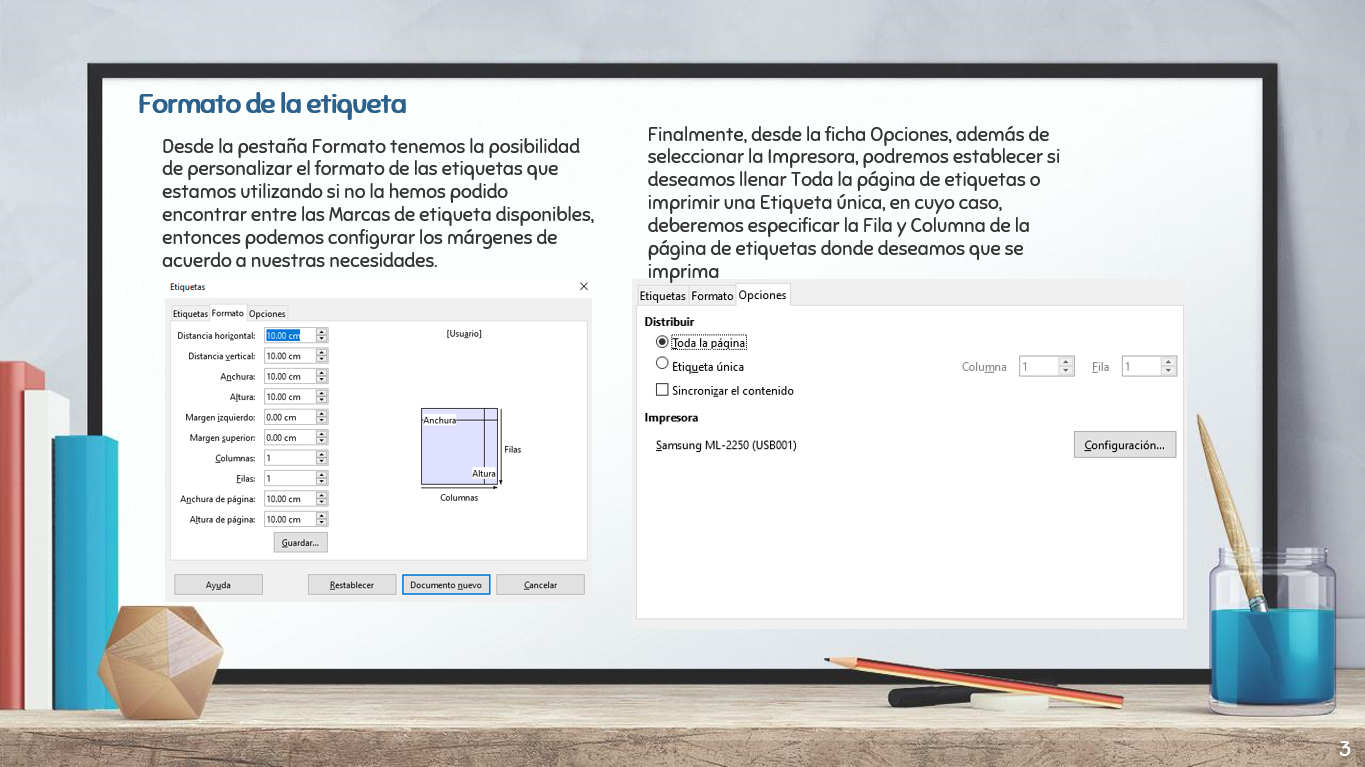 Formato de la etiqueta
Desde la pestaña Formato tenemos la posibilidad
de personalizar el formato de las etiquetas que
estamos utilizando si no la hemos podido
encontrar entre las Marcas de etiqueta disponibles,
entonces podemos configurar los márgenes de
acuerdo a nuestras necesidades.
Etiquetas
Etiquetas Formato Opciones
Distancia horizontal: 10.00 cm
[Usuario]
Distancia vertical: 10.00 cm
Anchura: 10.00 cm
Altura: 10.00 cm
Margen izquierdo: 0.00 cm
Margen superior: 0.00 cm
Columnas: 1
Filas: 1
Anchura de página: 10.00 cm
Altura de página: 10.00 cm
Guardar...
Anchura
Filas
Altura
Columnas
Ayuda Restablecer Documento nuevo Cancelar
Finalmente, desde la ficha Opciones, además de
seleccionar la Impresora, podremos establecer si
deseamos llenar Toda la página de etiquetas o
imprimir una Etiqueta única, en cuyo caso,
deberemos especificar la Fila y Columna de la
página de etiquetas donde deseamos que se
imprima
Etiquetas Formato Opciones
Distribuir
Toda la página
Etiqueta única Columna 1 Fila 1
Sincronizar el contenido
Impresora
Samsung ML-2250 (USB001) Configuración...
3